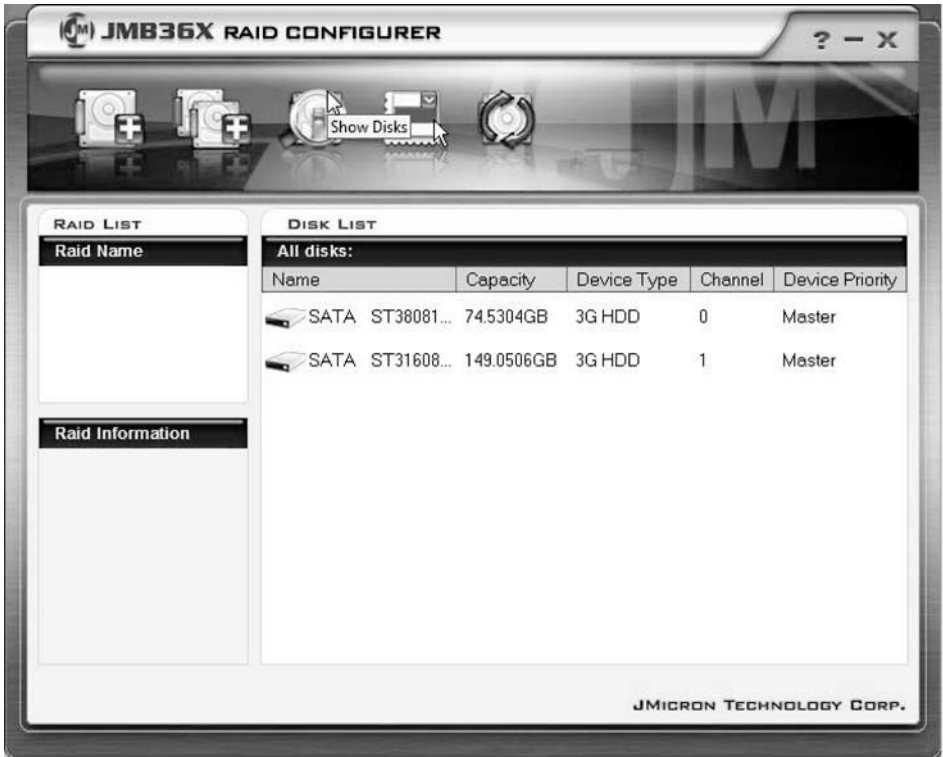 JM JMB36X RAID CONFIGURER
? – X
Show Disks
JM
RAID LIST
Raid Name
Raid Information
DISK LIST
All disks:
Name Capacity Device Type Channel Device Priority
SATA ST38081... 74.5304GB 3G HDD 0 Master
SATA ST31608... 149.0506GB 3G HDD 1 Master
JMICRON TECHNOLOGY CORP.